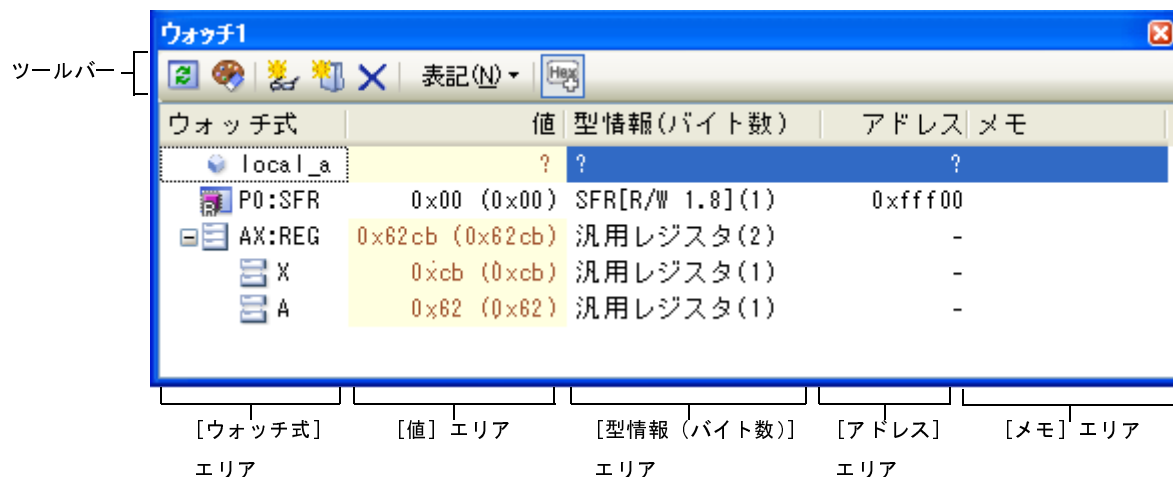 ウォッチ1
ツールバー
表記(N)
Hex
ウォッチ式 値 型情報(バイト数) アドレス メモ
local_a ? ? ?
P0:SFR 0x00 (0x00) SFR[R/W 1.8](1) 0xfff00
AX:REG 0x62cb (0x62cb) 汎用レジスタ(2) -
X 0xcb (0xcb) 汎用レジスタ(1) -
A 0x62 (0x62) 汎用レジスタ(1) -
[ウォッチ式] [値] エリア [型情報 (バイト数)] [アドレス] [メモ] エリア
エリア エリア エリア